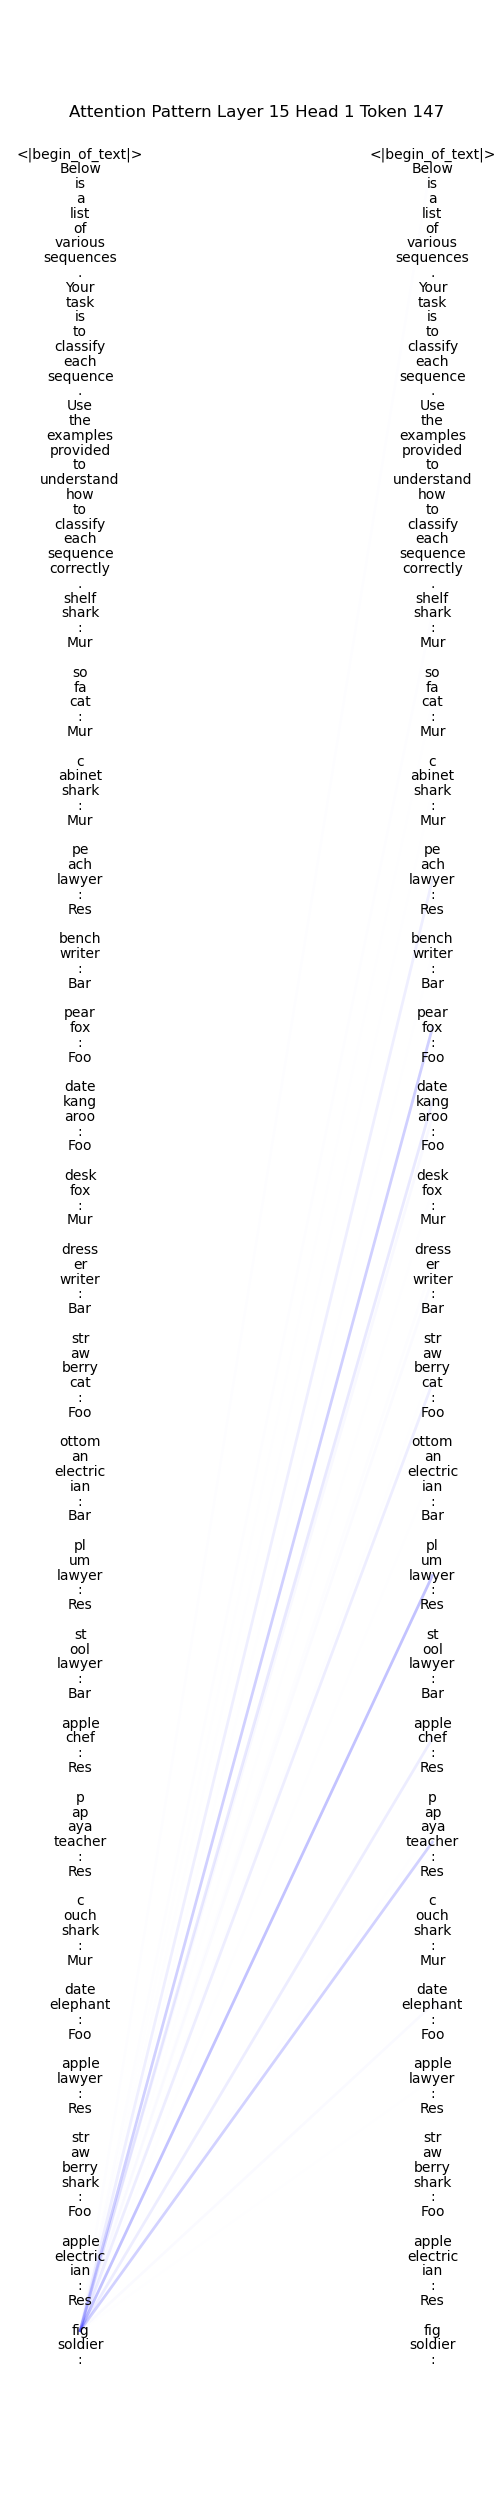 Attention Pattern Layer 15 Head 1 Token 147
<|begin_of_text|> <|begin_of_text|>
Below Below
is is
a a
list list
of of
various various
sequences sequences
. .
Your Your
task task
is is
to to
classify classify
each each
sequence sequence
. .
Use Use
the the
examples examples
provided provided
to to
understand understand
how how
to to
classify classify
each each
sequence sequence
correctly correctly
. .
shelf shelf
shark shark
: :
Mur Mur
so so
fa fa
cat cat
: :
Mur Mur
c c
abinet abinet
shark shark
: :
Mur Mur
pe pe
ach ach
lawyer lawyer
: :
Res Res
bench bench
writer writer
: :
Bar Bar
pear pear
fox fox
: :
Foo Foo
date date
kang kang
aroo aroo
: :
Foo Foo
desk desk
fox fox
: :
Mur Mur
dress dress
er er
writer writer
: :
Bar Bar
str str
aw aw
berry berry
cat cat
: :
Foo Foo
ottom ottom
an an
electric electric
ian ian
: :
Bar Bar
pl pl
um um
lawyer lawyer
: :
Res Res
st st
ool ool
lawyer lawyer
: :
Bar Bar
apple apple
chef chef
: :
Res Res
p p
ap ap
aya aya
teacher teacher
: :
Res Res
c c
ouch ouch
shark shark
: :
Mur Mur
date date
elephant elephant
: :
Foo Foo
apple apple
lawyer lawyer
: :
Res Res
str str
aw aw
berry berry
shark shark
: :
Foo Foo
apple apple
electric electric
ian ian
: :
Res Res
fig fig
soldier soldier
: :